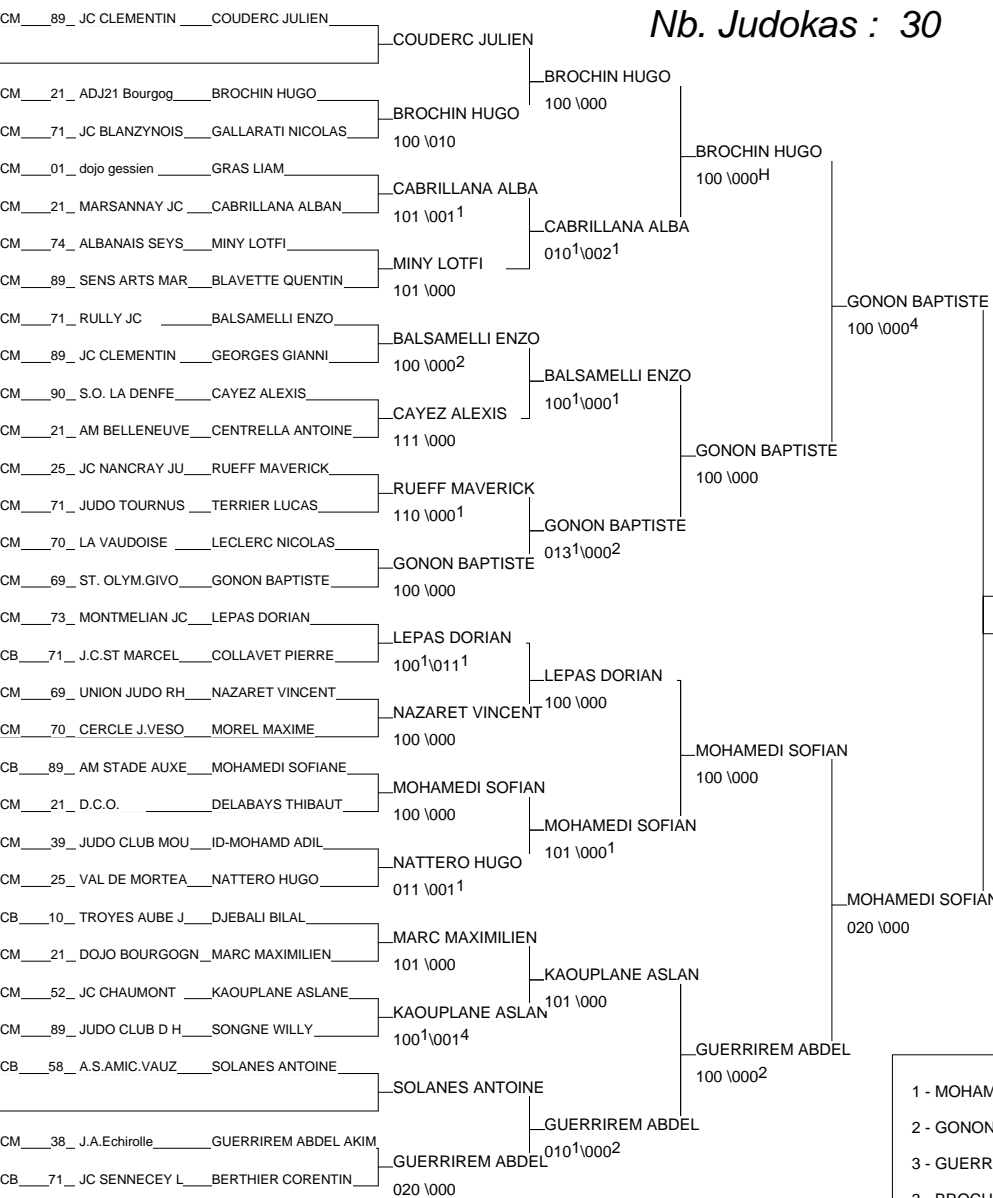 Nb. Judokas : 30
CM 89 JC CLEMENTIN COUDERC JULIEN
COUDERC JULIEN
BROCHIN HUGO
100 \000
CM 21 ADJ21 Bourgog BROCHIN HUGO
BROCHIN HUGO
100 \010
CM 71 JC BLANZYNOIS GALLARATI NICOLAS
BROCHIN HUGO
100 \000H
CM 01 dojo gessien GRAS LIAM
CABRILLANA ALBA
101 \0011
CM 21 MARSANNAY JC CABRILLANA ALBAN
CABRILLANA ALBA
0101\0021
CM 74 ALBANAIS SEYS MINY LOTFI
MINY LOTFI
101 \000
CM 89 SENS ARTS MAR BLAVETTE QUENTIN
GONON BAPTISTE
100 \0004
CM 71 RULLY JC BALSAMELLI ENZO
BALSAMELLI ENZO
100 \0002
CM 89 JC CLEMENTIN GEORGES GIANNI
BALSAMELLI ENZO
1001\0001
CM 90 S.O. LA DENFE CAYEZ ALEXIS
CAYEZ ALEXIS
111 \000
CM 21 AM BELLENEUVE CENTRELLA ANTOINE
GONON BAPTISTE
100 \000
CM 25 JC NANCRAY JU RUEFF MAVERICK
RUEFF MAVERICK
110 \0001
CM 71 JUDO TOURNUS TERRIER LUCAS
GONON BAPTISTE
0131\0002
CM 70 LA VAUDOISE LECLERC NICOLAS
GONON BAPTISTE
100 \000
CM 69 ST. OLYM.GIVO GONON BAPTISTE
CM 73 MONTMELIAN JC LEPAS DORIAN
LEPAS DORIAN
1001\0111
CB 71 J.C.ST MARCEL COLLAVET PIERRE
LEPAS DORIAN
100 \000
CM 69 UNION JUDO RH NAZARET VINCENT
NAZARET VINCENT
100 \000
CM 70 CERCLE J.VESO MOREL MAXIME
MOHAMEDI SOFIAN
100 \000
CB 89 AM STADE AUXE MOHAMEDI SOFIANE
MOHAMEDI SOFIAN
100 \000
CM 21 D.C.O. DELABAYS THIBAUT
MOHAMEDI SOFIAN
101 \0001
CM 39 JUDO CLUB MOU ID-MOHAMD ADIL
NATTERO HUGO
011 \0011
CM 25 VAL DE MORTEA NATTERO HUGO
MOHAMEDI SOFIAN
020 \000
CB 10 TROYES AUBE J DJEBALI BILAL
MARC MAXIMILIEN
101 \000
CM 21 DOJO BOURGOGN MARC MAXIMILIEN
KAOUPLANE ASLAN
101 \000
CM 52 JC CHAUMONT KAOUPLANE ASLANE
KAOUPLANE ASLAN
1001\0014
CM 89 JUDO CLUB D H SONGNE WILLY
GUERRIREM ABDEL
100 \0002
CB 58 A.S.AMIC.VAUZ SOLANES ANTOINE
SOLANES ANTOINE
GUERRIREM ABDEL
0101\0002
CM 38 J.A.Echirolle GUERRIREM ABDEL AKIM
GUERRIREM ABDEL
020 \000
CB 71 JC SENNECEY L BERTHIER CORENTIN
1 - MOHAM
2 - GONON
3 - GUERR
3 - BROCH